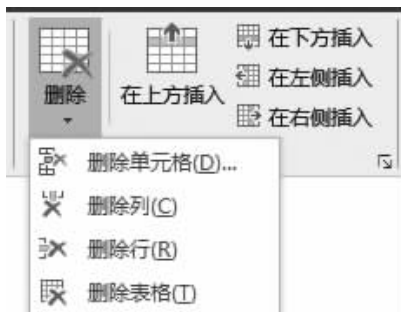 删除
在上方插入
在下方插入
在左侧插入
在右侧插入
删除单元格(D)...
删除列(C)
删除行(R)
删除表格(T)